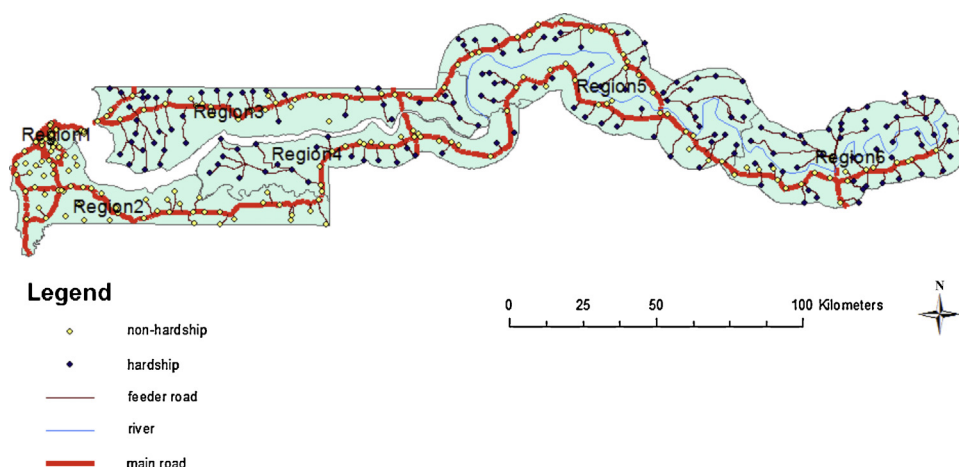 Region5
Region3
Region1
Region4
Region6
Region2
Legend
non-hardship
hardship
feeder road
river
main road
0 25 50 100 Kilometers
N